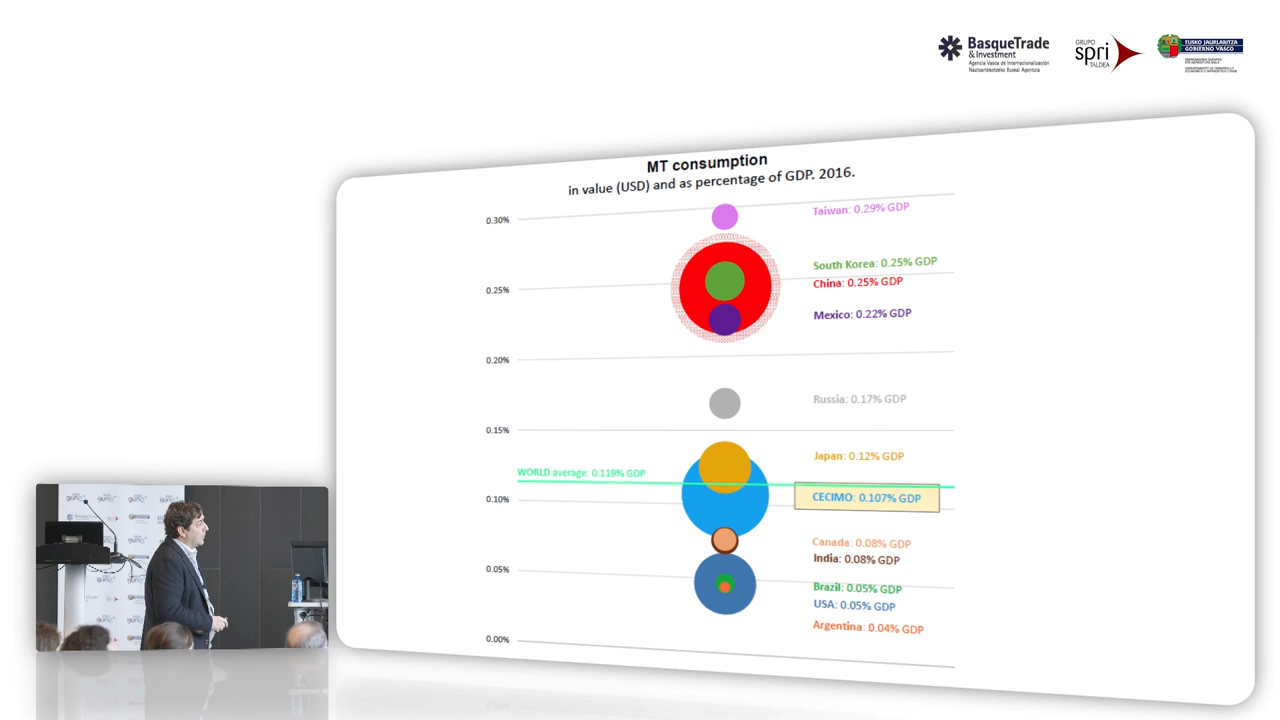 BasqueTrade
& Investment
Agencia Vasca de Internacionalización
Nazioartekotzeko Euskal Agentzia
GRUPO
spri
TALDEA
EUSKO JAURLARITZA
GOBIERNO VASCO
MT consumption
in value (USD) and as percentage of GDP. 2016.
0.30%
Taiwan: 0.29% GDP
South Korea: 0.25% GDP
0.25%
China: 0.25% GDP
Mexico: 0.22% GDP
0.20%
Russia: 0.17% GDP
0.15%
Japan: 0.12% GDP
WORLD average: 0.119% GDP
0.10%
CECIMO: 0.107% GDP
Canada: 0.08% GDP
India: 0.08% GDP
0.05%
Brazil: 0.05% GDP
USA: 0.05% GDP
Argentina: 0.04% GDP
0.00%